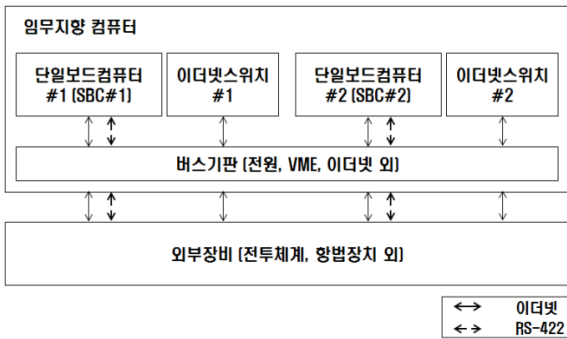 임무지향 컴퓨터
단일보드컴퓨터
#1 (SBC#1)
이더넷스위치
#1
단일보드컴퓨터
#2 (SBC#2)
이더넷스위치
#2
버스기판 (전원, VME, 이더넷 외)
외부장비 (전투체계, 항법장치 외)
이더넷
RS-422